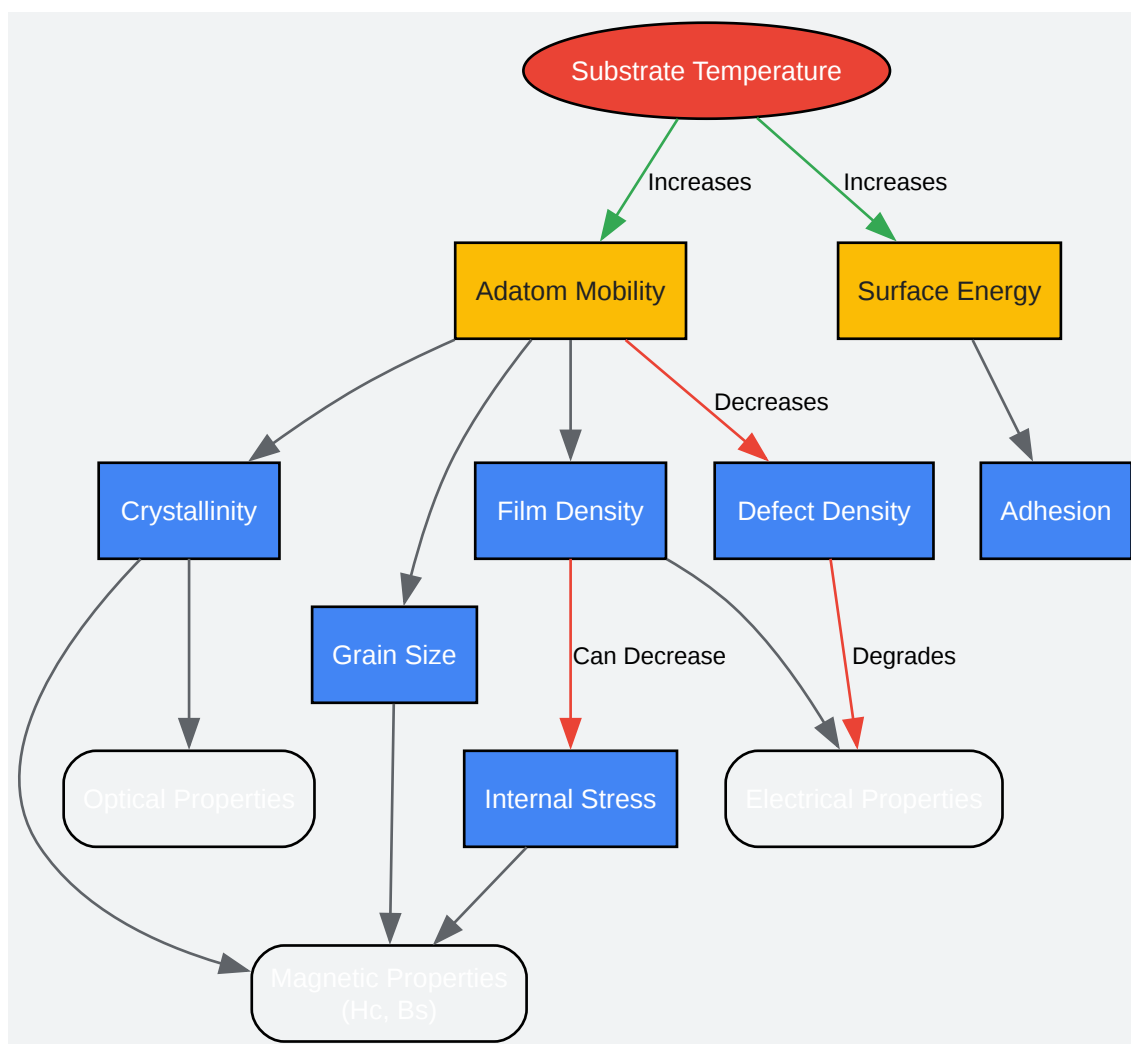 Substrate Temperature
Increases
Increases
Adatom Mobility
Surface Energy
Decreases
Crystallinity
Film Density
Defect Density
Adhesion
Grain Size
Can Decrease
Degrades
Optical Properties
Internal Stress
Electrical Properties
Magnetic Properties
(Hc, Bs)